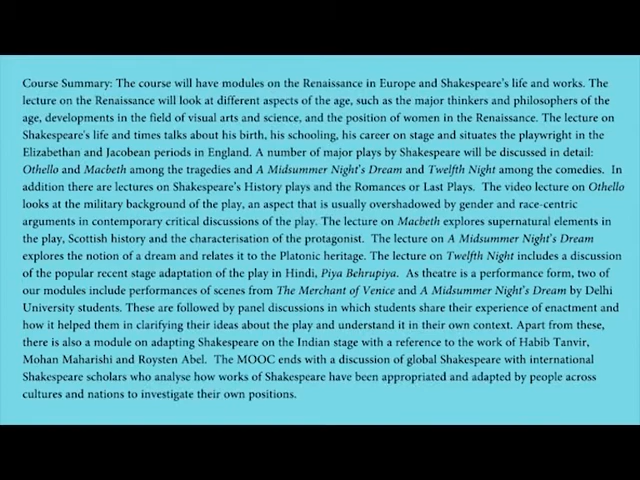 Course Summary: The course will have modules on the Renaissance in Europe and Shakespeare's life and works. The
lecture on the Renaissance will look at different aspects of the age, such as the major thinkers and philosophers of the
age, developments in the field of visual arts and science, and the position of women in the Renaissance. The lecture on
Shakespeare's life and times talks about his birth, his schooling, his career on stage and situates the playwright in the
Elizabethan and Jacobean periods in England. A number of major plays by Shakespeare will be discussed in detail:
Othello and Macbeth among the tragedies and A Midsummer Night's Dream and Twelfth Night among the comedies. In
addition there are lectures on Shakespeare's History plays and the Romances or Last Plays. The video lecture on Othello
looks at the military background of the play, an aspect that is usually overshadowed by gender and race-centric
arguments in contemporary critical discussions of the play. The lecture on Macbeth explores supernatural elements in
the play, Scottish history and the characterisation of the protagonist. The lecture on A Midsummer Night's Dream
explores the notion of a dream and relates it to the Platonic heritage. The lecture on Twelfth Night includes a discussion
of the popular recent stage adaptation of the play in Hindi, Piya Behrupiya. As theatre is a performance form, two of
our modules include performances of scenes from The Merchant of Venice and A Midsummer Night's Dream by Delhi
University students. These are followed by panel discussions in which students share their experience of enactment and
how it helped them in clarifying their ideas about the play and understand it in their own context. Apart from these,
there is also a module on adapting Shakespeare on the Indian stage with a reference to the work of Habib Tanvir,
Mohan Maharishi and Roysten Abel. The MOOC ends with a discussion of global Shakespeare with international
Shakespeare scholars who analyse how works of Shakespeare have been appropriated and adapted by people across
cultures and nations to investigate their own positions.